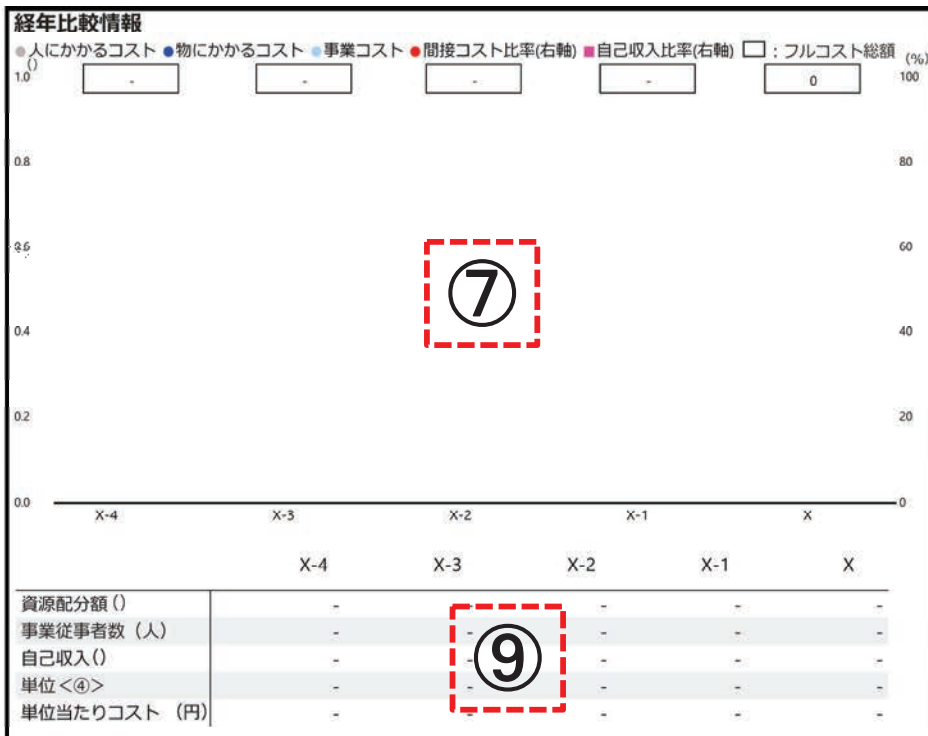 経年比較情報
●人にかかるコスト ●物にかかるコスト ●事業コスト ●間接コスト比率(右軸) ■自己収入比率(右軸) □：フルコスト総額
() (%)
1.0 - - - - 0 100
0.8 80
0.6 60
⑦
0.4 40
0.2 20
0.0 0
X-4 X-3 X-2 X-1 X
X-4 X-3 X-2 X-1 X
資源配分額() - - - - -
事業従事者数（人） - - - - -
自己収入() - - - - -
⑨
単位<④> - - - - -
単位当たりコスト （円） - - - -